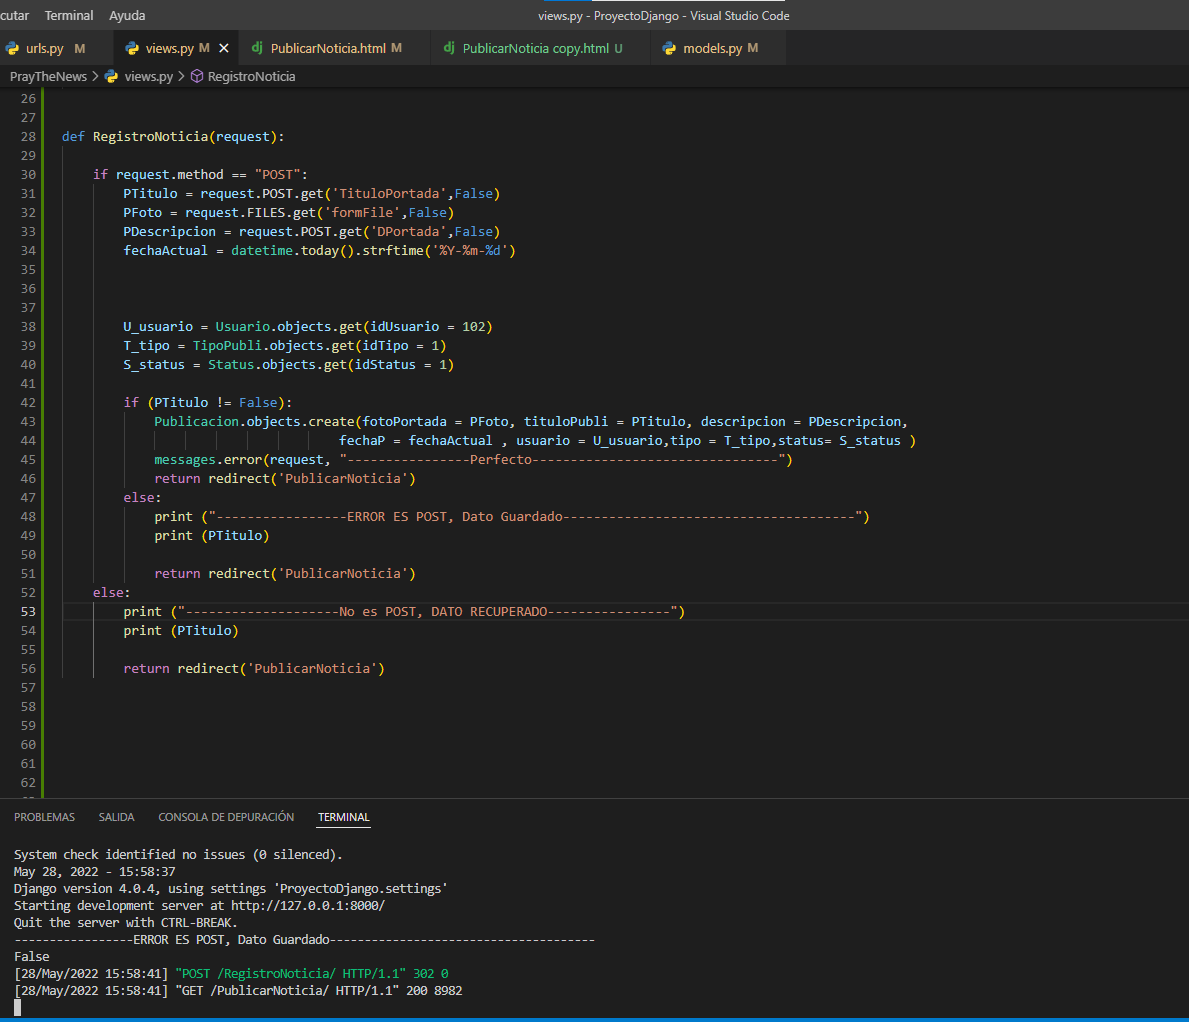 cutar Terminal Ayuda views.py - ProyectoDjango - Visual Studio Code
urls.py M views.py M PublicarNoticia.html M PublicarNoticia copy.html U models.py M
PrayTheNews > views.py > RegistroNoticia
26
27
28 def RegistroNoticia(request):
29
30 if request.method == "POST":
31 PTitulo = request.POST.get('TituloPortada',False)
32 PFoto = request.FILES.get('formFile',False)
33 PDescripcion = request.POST.get('DPortada',False)
34 fechaActual = datetime.today().strftime('%Y-%m-%d')
35
36
37
38 U_usuario = Usuario.objects.get(idUsuario = 102)
39 T_tipo = TipoPubli.objects.get(idTipo = 1)
40 S_status = Status.objects.get(idStatus = 1)
41
42 if (PTitulo != False):
43 Publicacion.objects.create(fotoPortada = PFoto, tituloPubli = PTitulo, descripcion = PDescripcion,
44 fechaP = fechaActual , usuario = U_usuario,tipo = T_tipo,status= S_status )
45 messages.error(request, "----------------Perfecto--------------------------------")
46 return redirect('PublicarNoticia')
47 else:
48 print ("-----------------ERROR ES POST, Dato Guardado--------------------------------------")
49 print (PTitulo)
50
51 return redirect('PublicarNoticia')
52 else:
53 print ("--------------------No es POST, DATO RECUPERADO----------------")
54 print (PTitulo)
55
56 return redirect('PublicarNoticia')
57
58
59
60
61
62
PROBLEMAS SALIDA CONSOLA DE DEPURACIÓN TERMINAL
System check identified no issues (0 silenced).
May 28, 2022 - 15:58:37
Django version 4.0.4, using settings 'ProyectoDjango.settings'
Starting development server at http://127.0.0.1:8000/
Quit the server with CTRL-BREAK.
-----------------ERROR ES POST, Dato Guardado--------------------------------------
False
[28/May/2022 15:58:41] "POST /RegistroNoticia/ HTTP/1.1" 302 0
[28/May/2022 15:58:41] "GET /PublicarNoticia/ HTTP/1.1" 200 8982